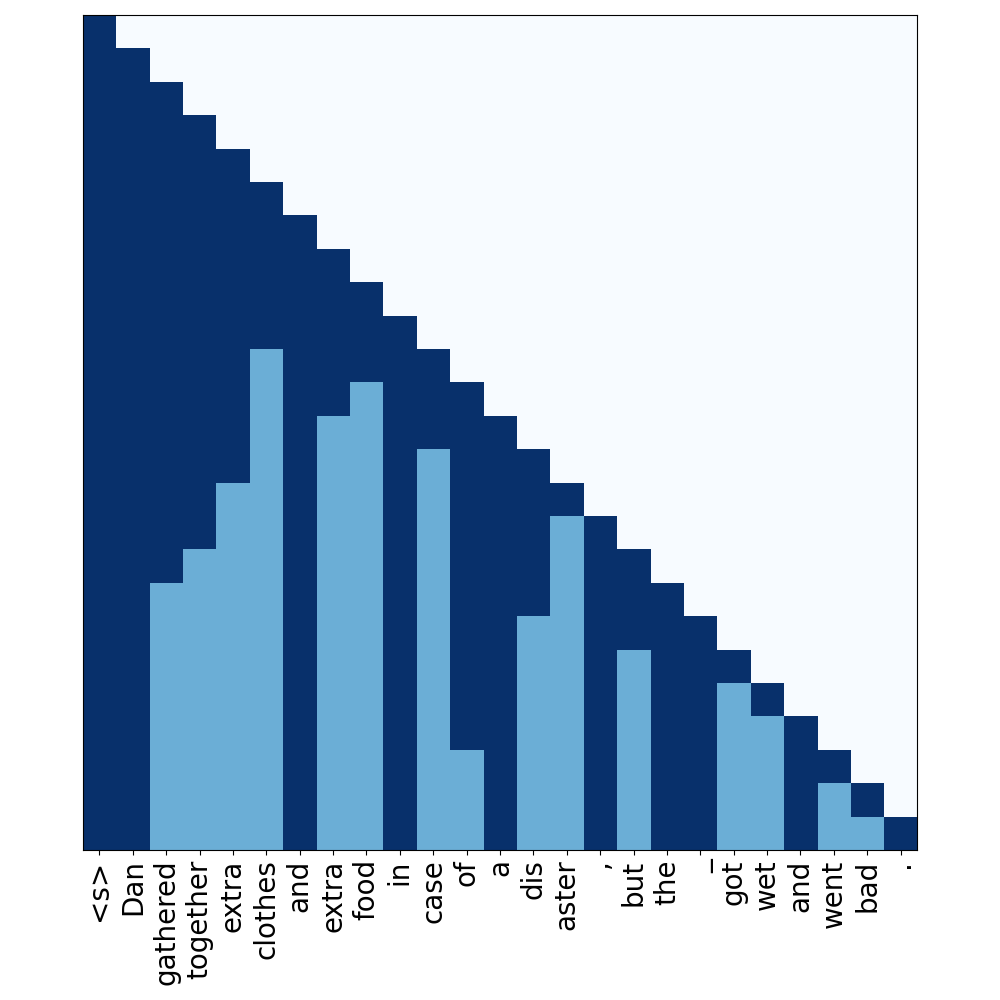 <s> Dan gathered together extra clothes and extra food in case of a dis aster , but the _ got wet and went bad .